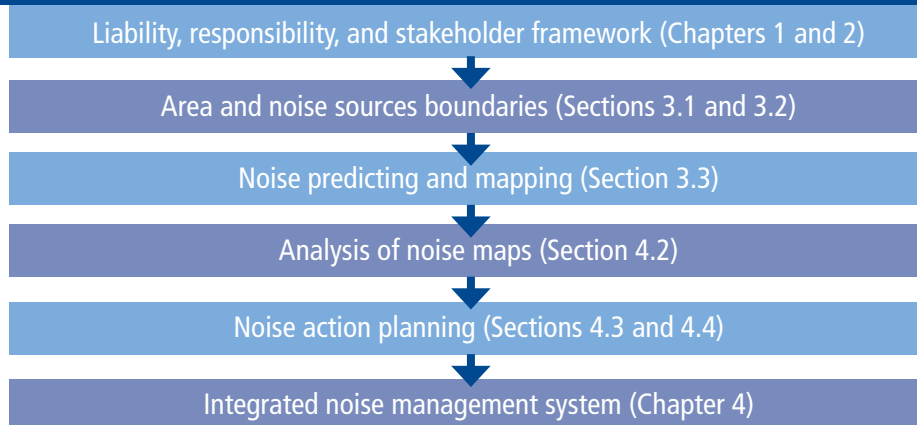 Liability, responsibility, and stakeholder framework (Chapters 1 and 2)
Area and noise sources boundaries (Sections 3.1 and 3.2)
Noise predicting and mapping (Section 3.3)
Analysis of noise maps (Section 4.2)
Noise action planning (Sections 4.3 and 4.4)
Integrated noise management system (Chapter 4)